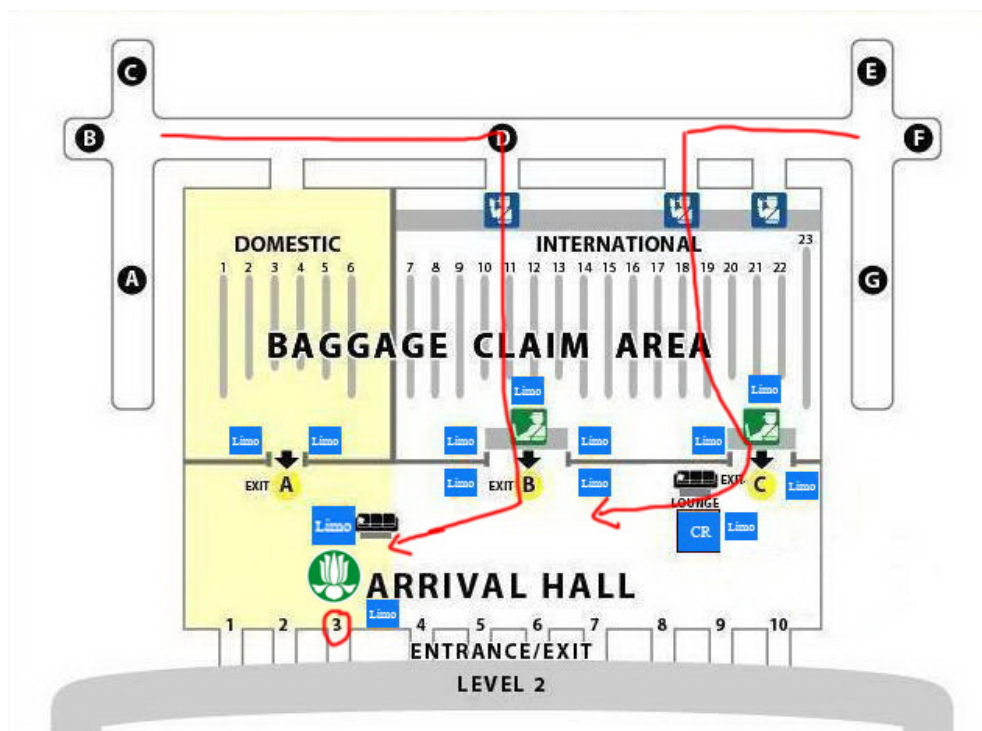 C
E
B
D
F
DOMESTIC
INTERNATIONAL
23
1 2 3 4 5 6
7 8 9 10 11 12 13 14 15 16 17 18 19 20 21 22
A
G
BAGGAGE CLAIM AREA
Limo
Limo
Limo
Limo
Limo
Limo
Limo
EXIT A
Limo
EXIT B
Limo
EXIT C
Limo
LOUNGE
Limo
CR
Limo
ARRIVAL HALL
Limo
1 2 3 4 5 6 7 8 9 10
ENTRANCE/EXIT
LEVEL 2